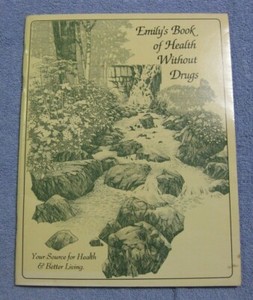 Emily's Book
of Health
Without
Drugs
Your Source for Health
& Better Living.